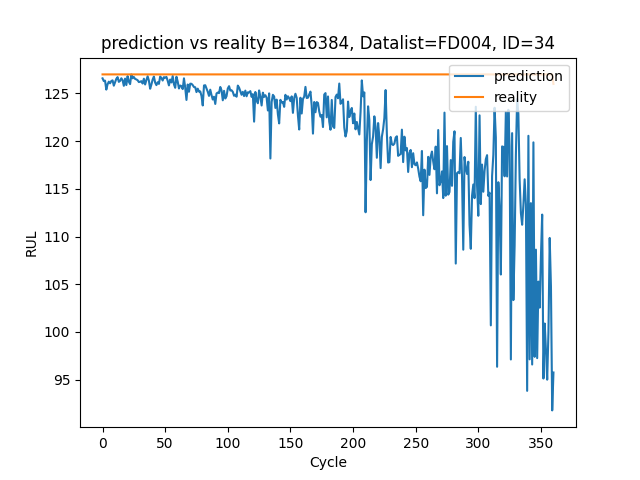 prediction vs reality B=16384, Datalist=FD004, ID=34
prediction
reality
RUL
125
120
115
110
105
100
95
0 50 100 150 200 250 300 350
Cycle